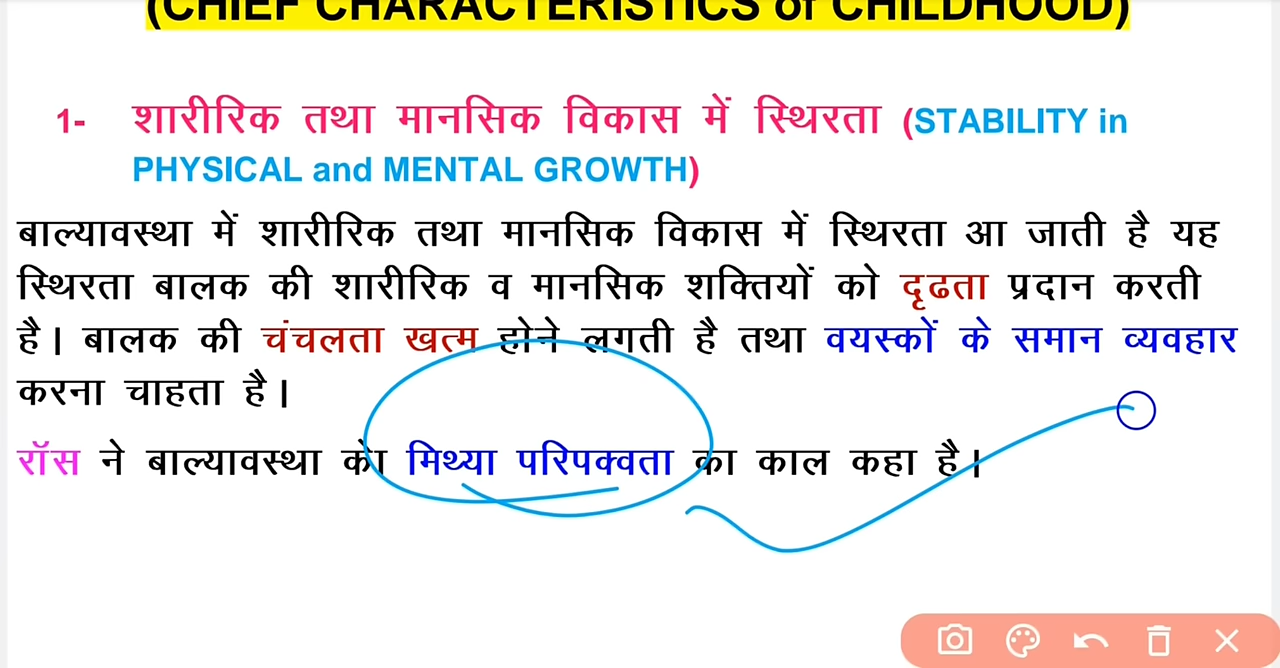 (CHIEF CHARACTERISTICS of CHILDHOOD)
1- शारीरिक तथा मानसिक विकास में स्थिरता (STABILITY in
PHYSICAL and MENTAL GROWTH)
बाल्यावस्था में शारीरिक तथा मानसिक विकास में स्थिरता आ जाती है यह
स्थिरता बालक की शारीरिक व मानसिक शक्तियों को दृढता प्रदान करती
है। बालक की चंचलता खत्म होने लगती है तथा वयस्कों के समान व्यवहार
करना चाहता है।
रॉस ने बाल्यावस्था को मिथ्या परिपक्वता का काल कहा है।